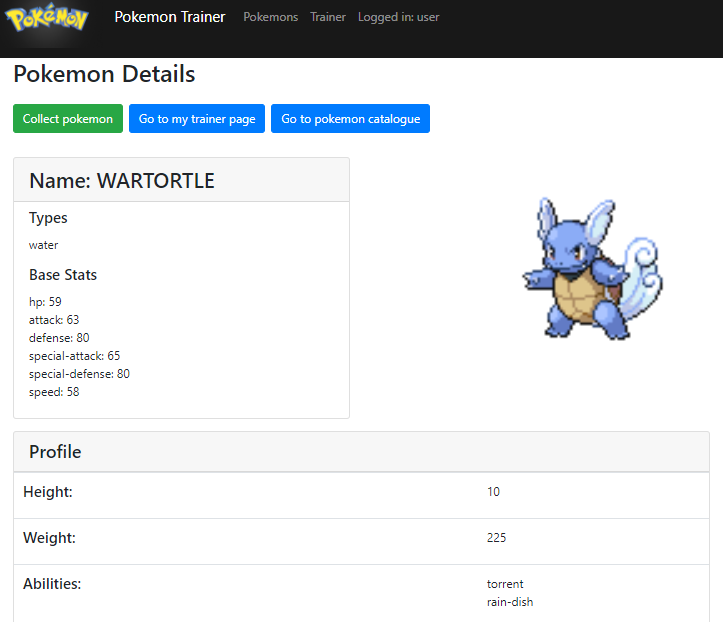 POKéMON
Pokemon Trainer Pokemons Trainer Logged in: user
Pokemon Details
Collect pokemon Go to my trainer page Go to pokemon catalogue
Name: WARTORTLE
Types
water
Base Stats
hp: 59
attack: 63
defense: 80
special-attack: 65
special-defense: 80
speed: 58
Profile
Height: 10
Weight: 225
Abilities: torrent
rain-dish